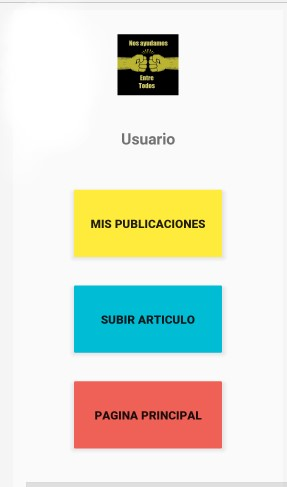 Nos ayudamos
Entre
Todos
Usuario
MIS PUBLICACIONES
SUBIR ARTICULO
PAGINA PRINCIPAL